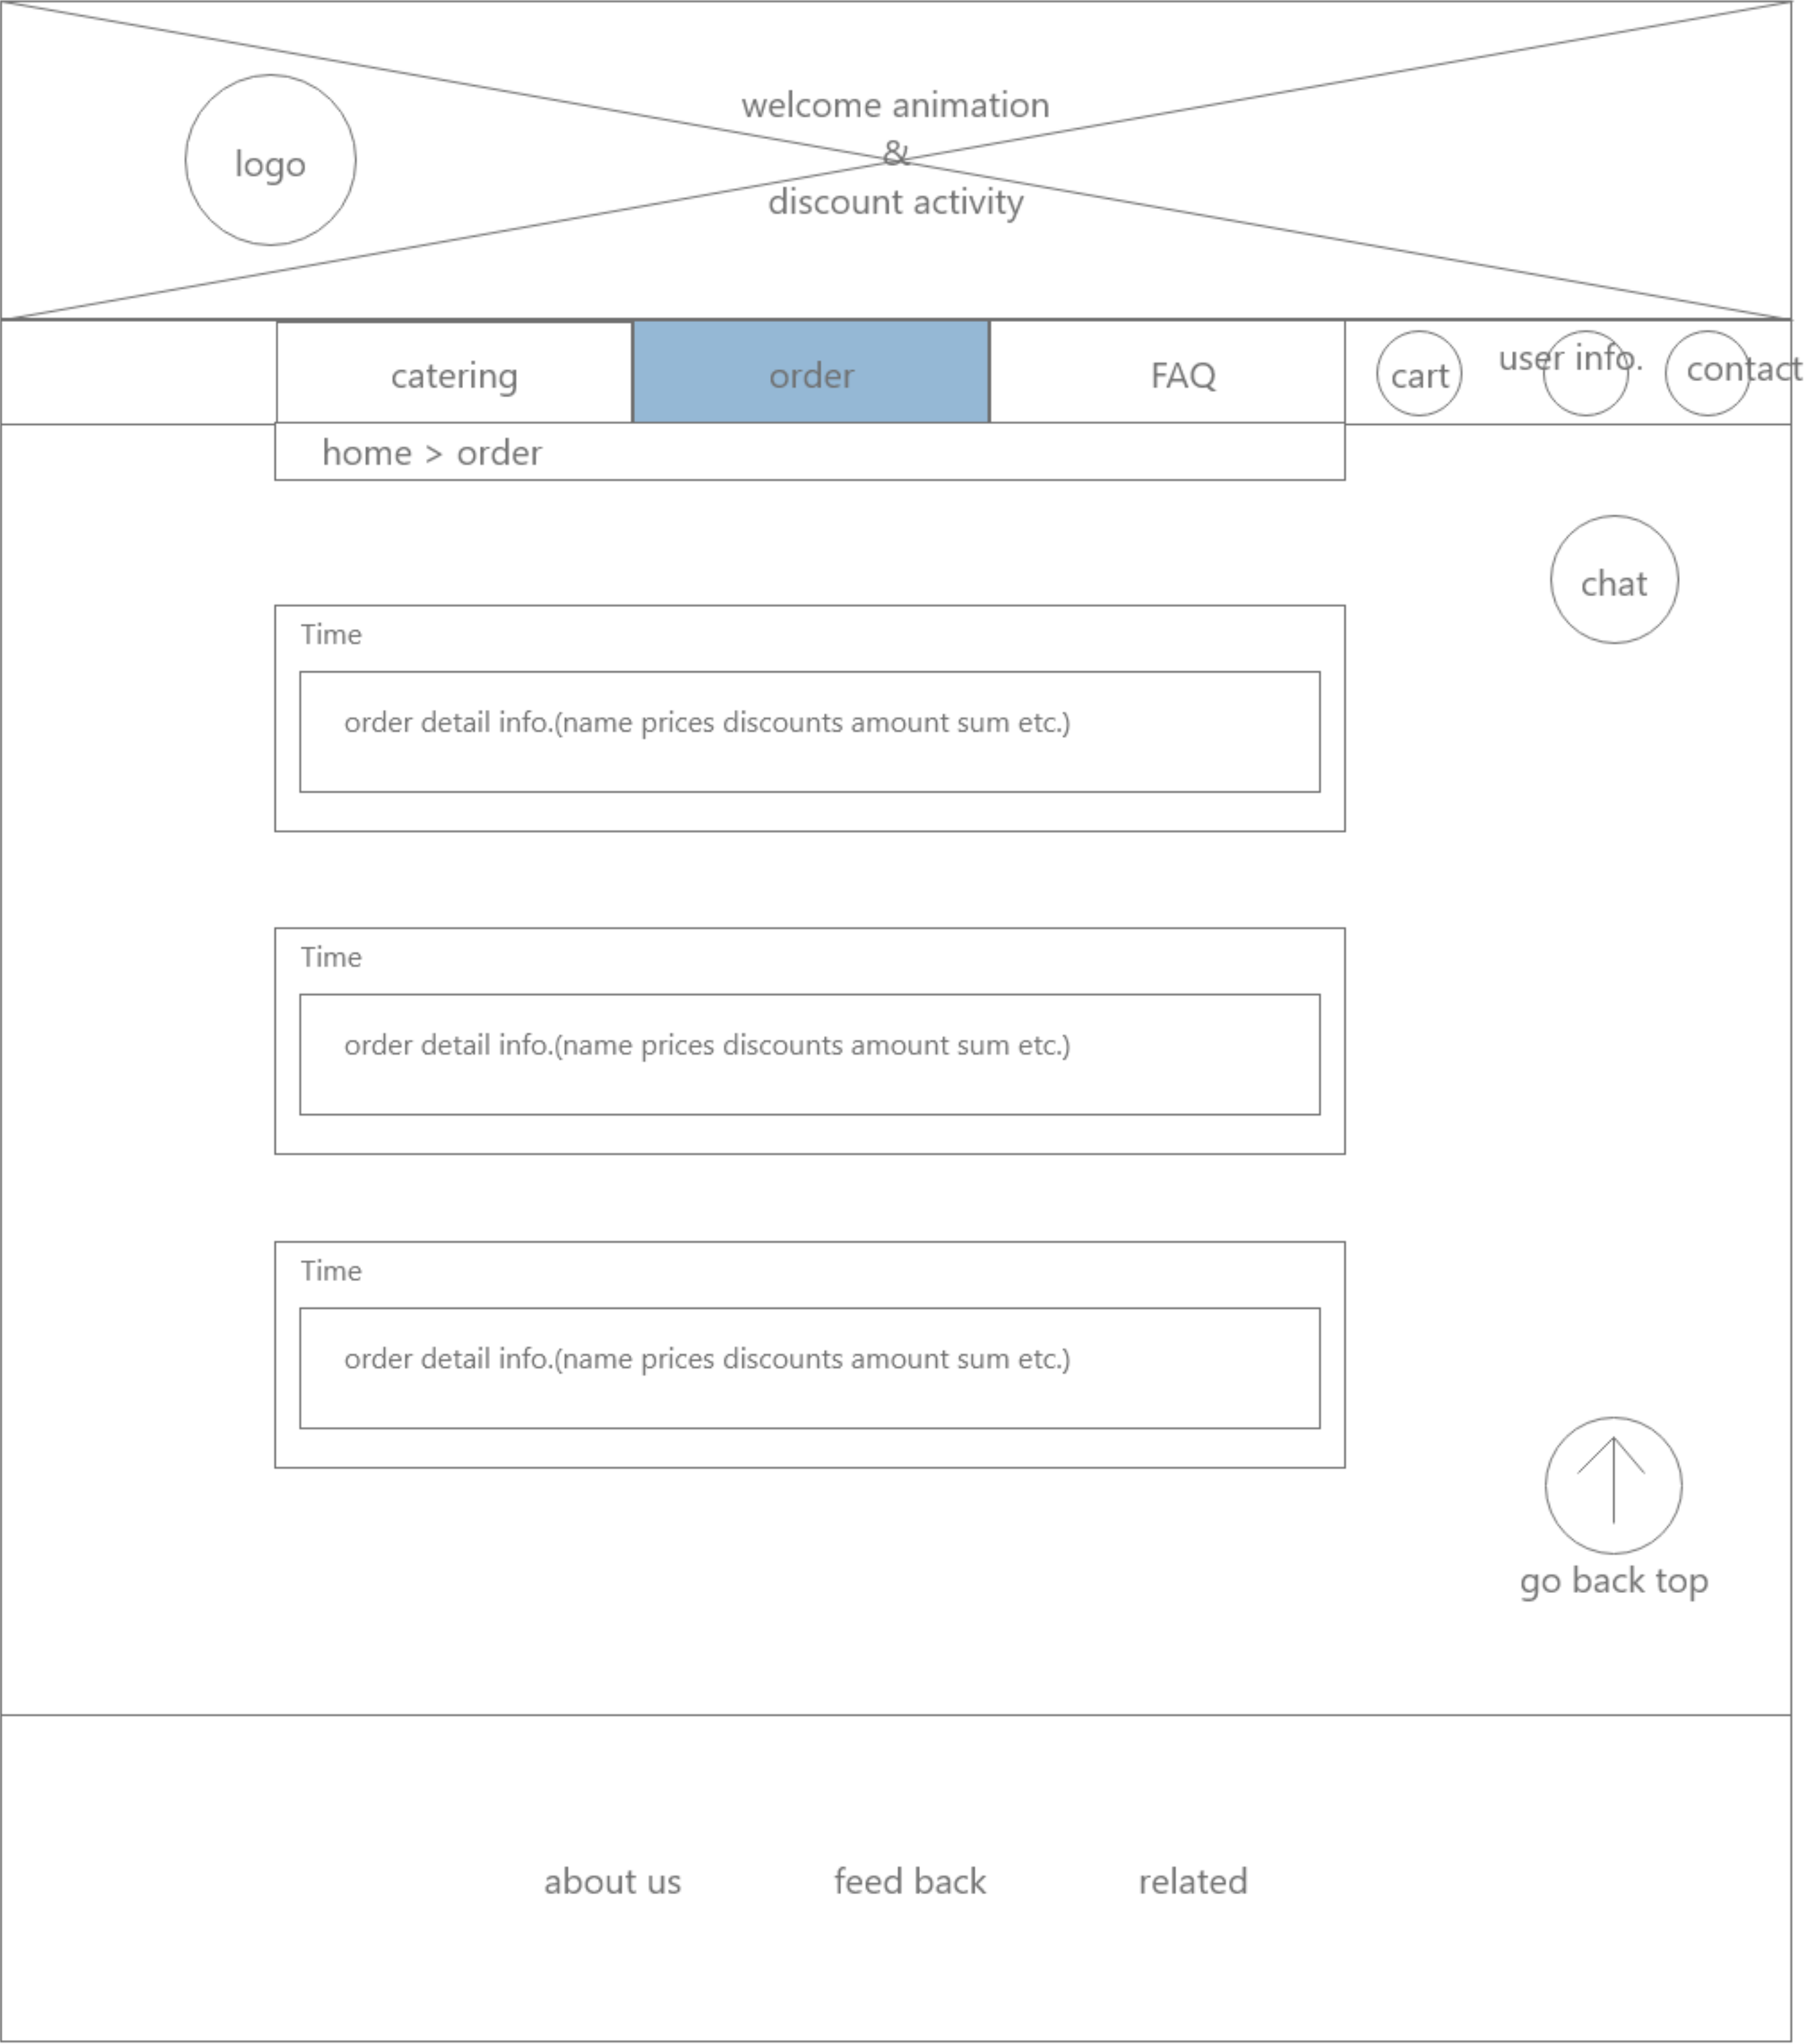 welcome animation
&
discount activity
logo
catering
order
FAQ
cart
user info.
contact
home > order
chat
Time
order detail info.(name prices discounts amount sum etc.)
Time
order detail info.(name prices discounts amount sum etc.)
Time
order detail info.(name prices discounts amount sum etc.)
go back top
about us
feed back
related